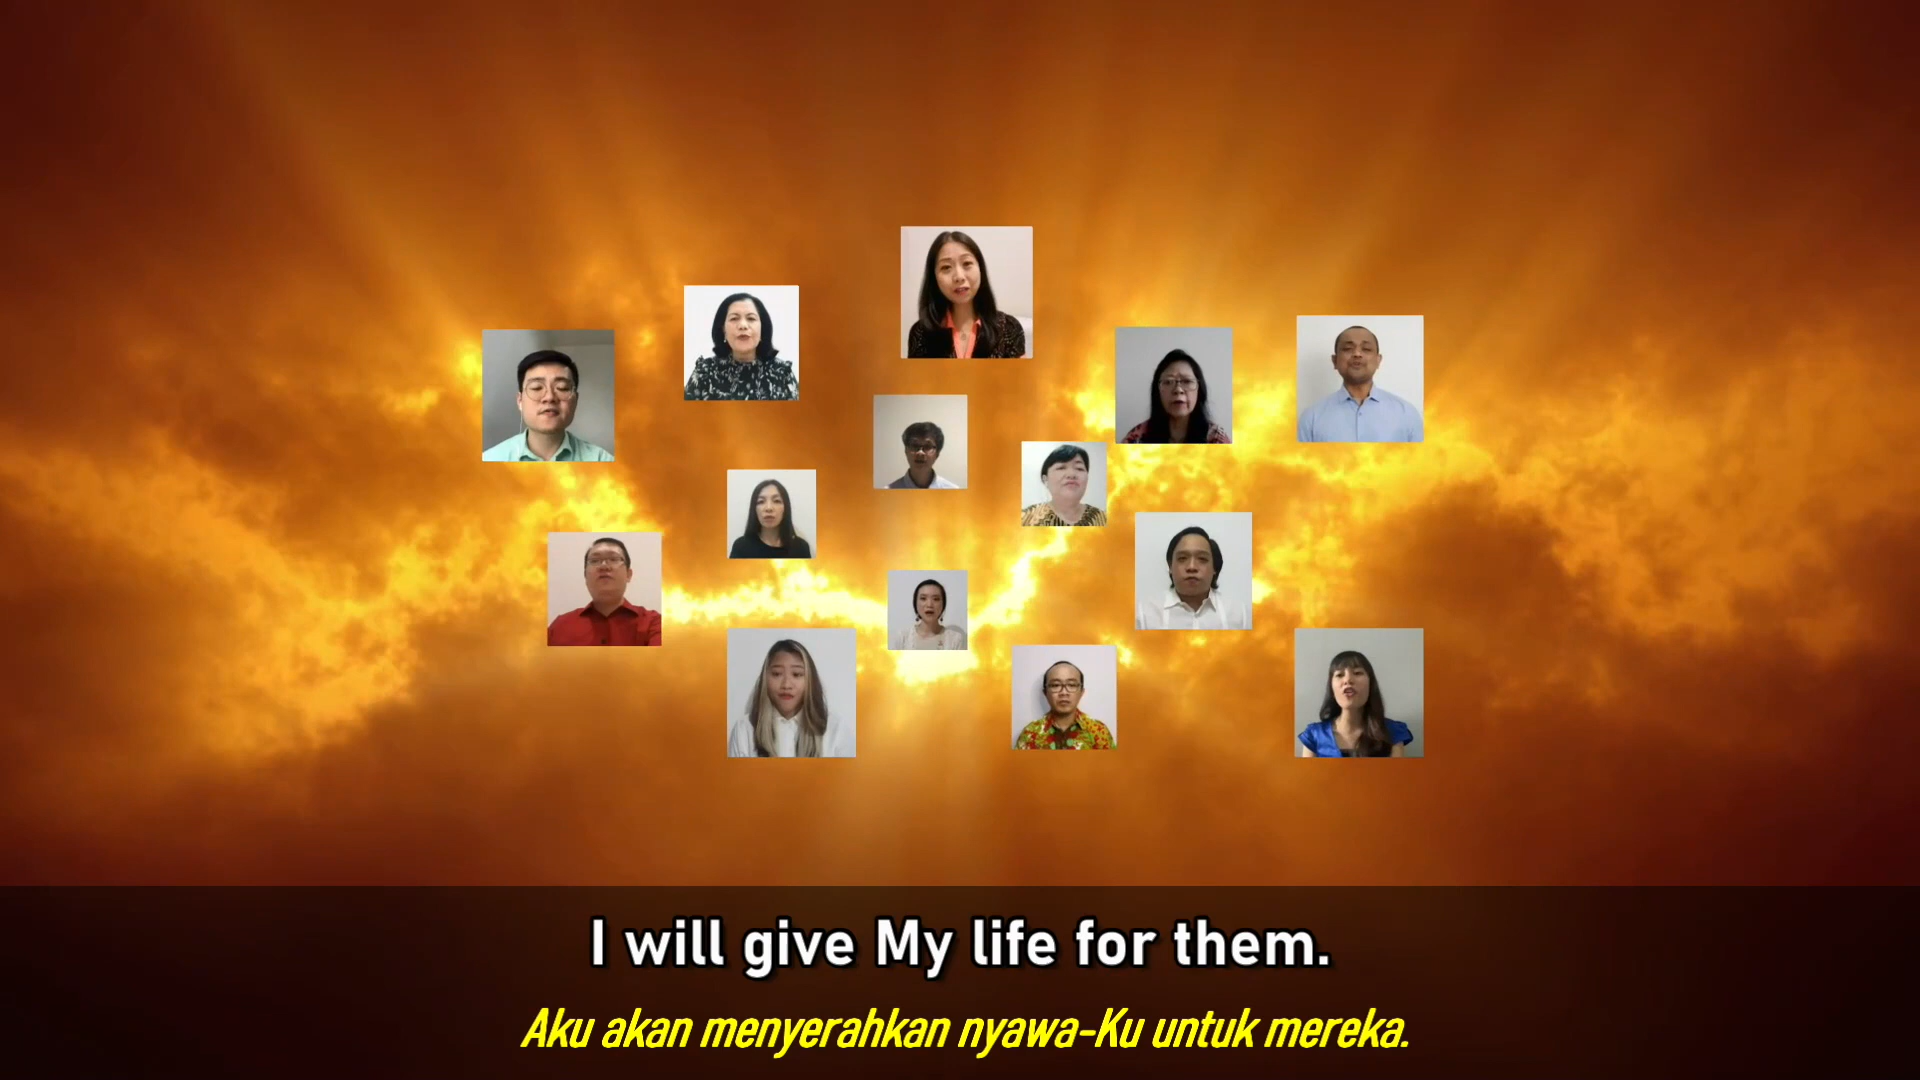 I will give My life for them.
Aku akan menyerahkan nyawa-Ku untuk mereka.